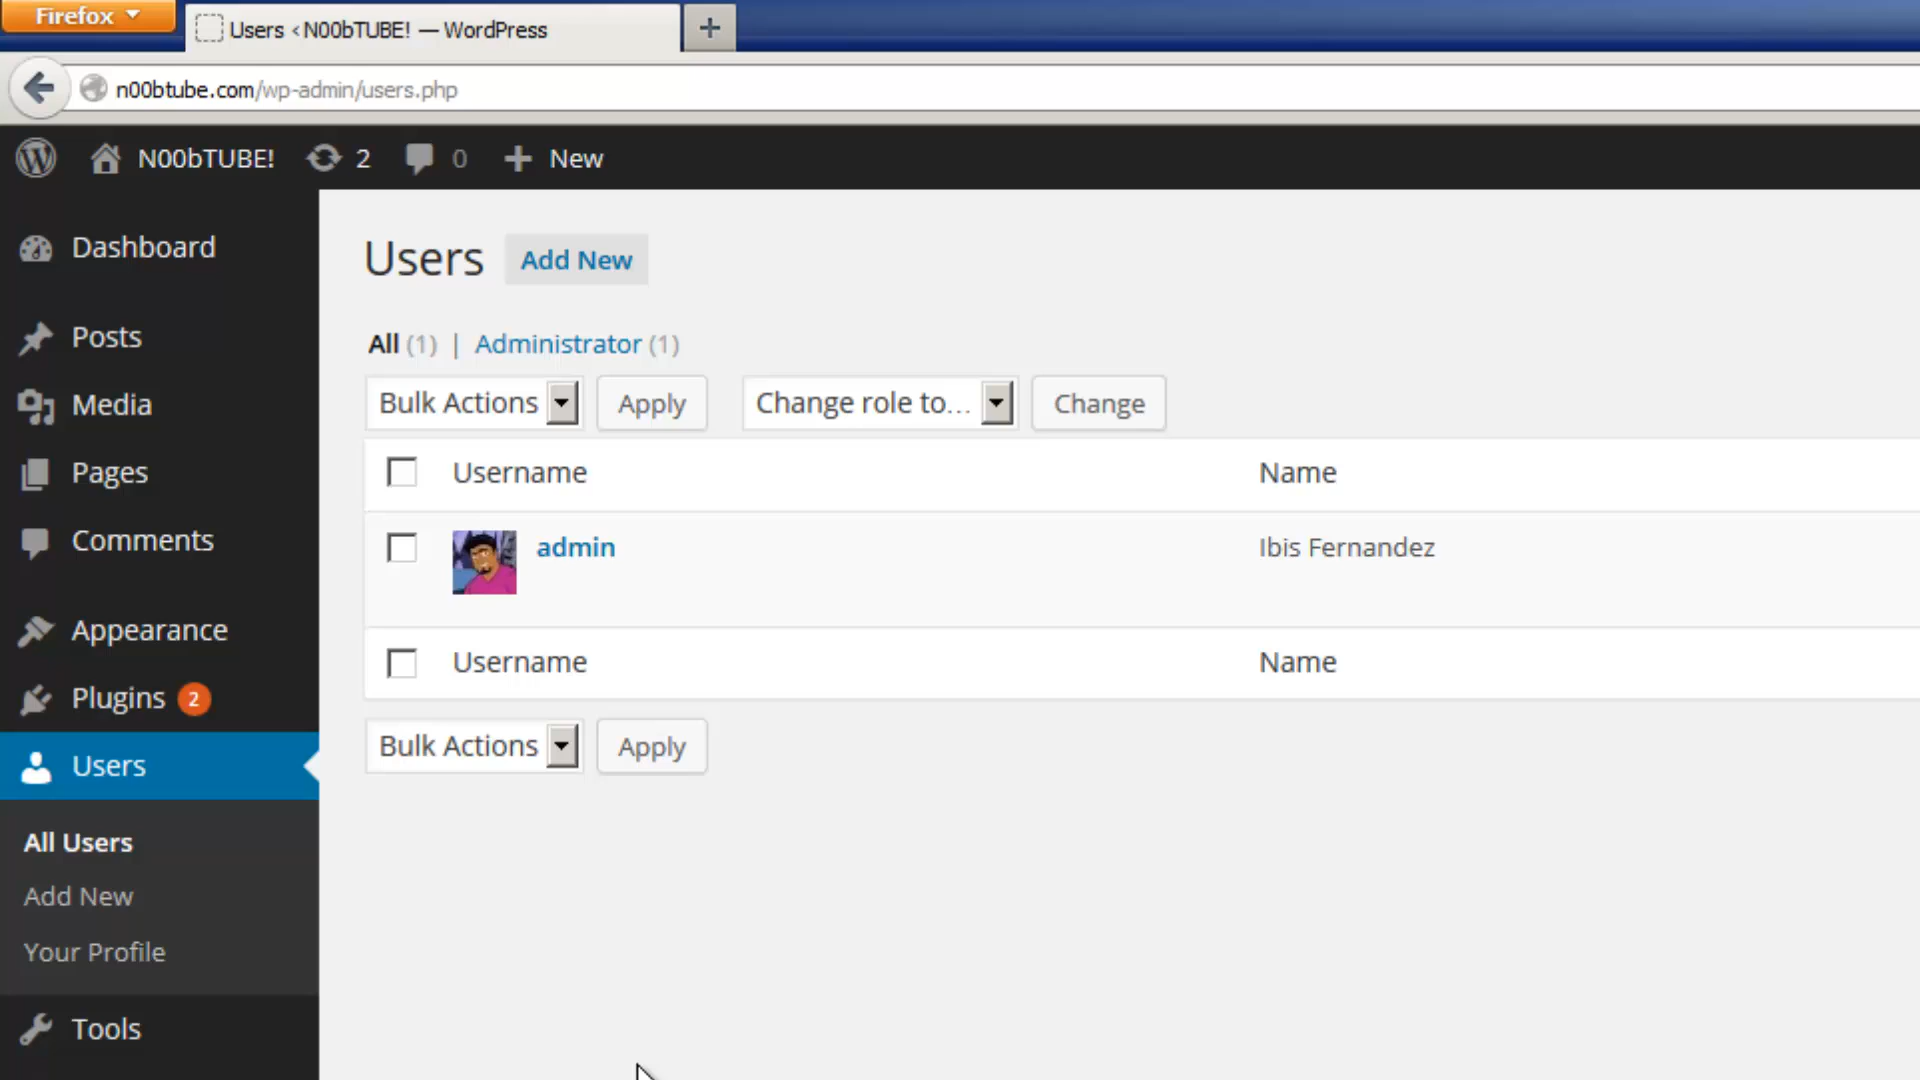 Firefox
Users < N00bTUBE! — WordPress
n00btube.com/wp-admin/users.php
N00bTUBE! 2 0 New
Dashboard
Posts
Media
Pages
Comments
Appearance
Plugins 2
Users
All Users
Add New
Your Profile
Tools
Users Add New
All (1) | Administrator (1)
Bulk Actions Apply Change role to... Change
Username Name
admin Ibis Fernandez
Username Name
Bulk Actions Apply